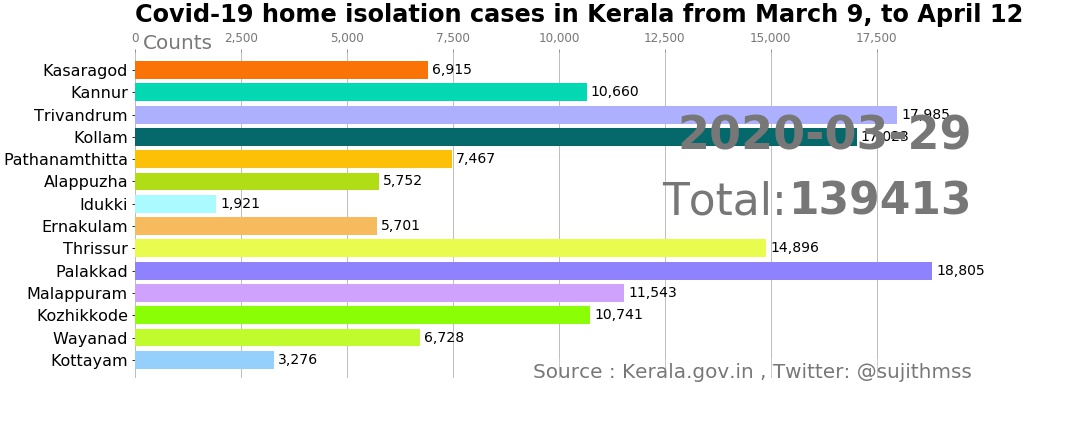 Covid-19 home isolation cases in Kerala from March 9, to April 12
0 2,500 5,000 7,500 10,000 12,500 15,000 17,500
Counts
Kasaragod 6,915
Kannur 10,660
Trivandrum 17,985
2020-03-29
Kollam 17,023
Pathanamthitta 7,467
Alappuzha 5,752
Total:139413
Idukki 1,921
Ernakulam 5,701
Thrissur 14,896
Palakkad 18,805
Malappuram 11,543
Kozhikkode 10,741
Wayanad 6,728
Kottayam 3,276
Source : Kerala.gov.in , Twitter: @sujithmss